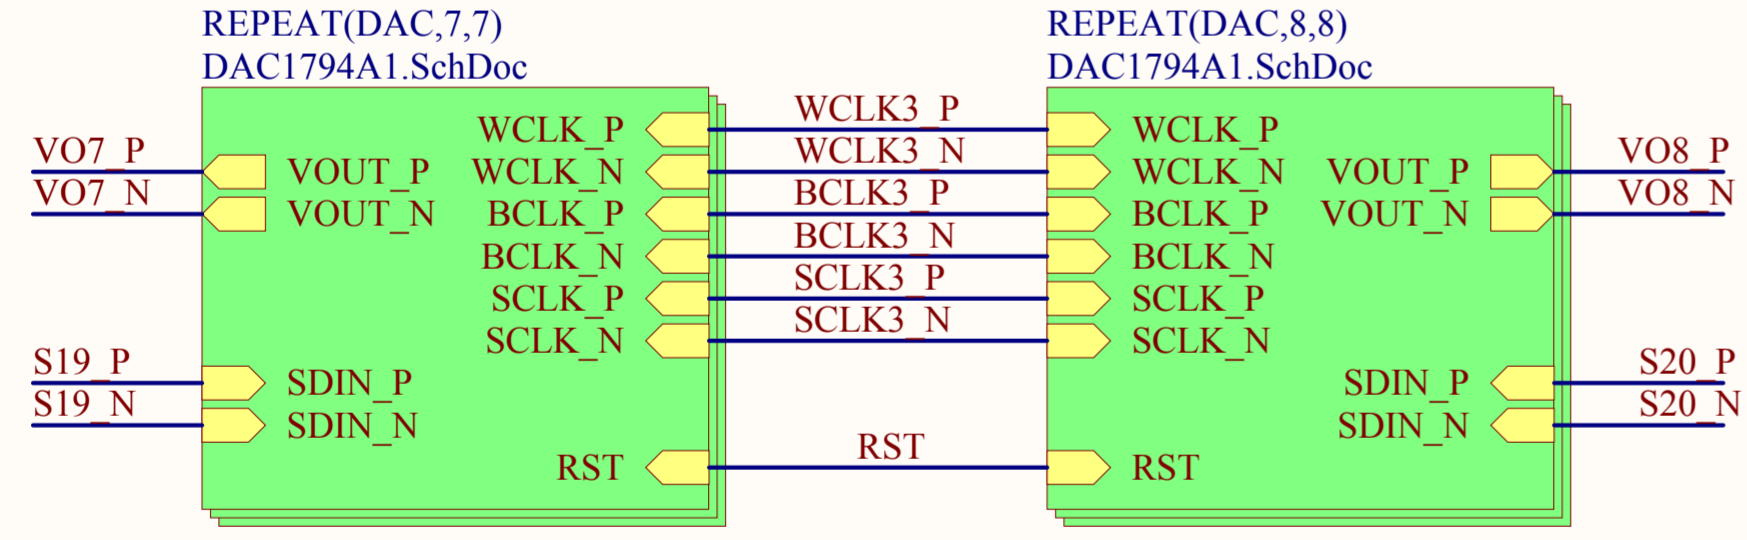 REPEAT(DAC,7,7)
DAC1794A1.SchDoc
VO7_P
VO7_N
S19_P
S19_N
VOUT_P
VOUT_N
SDIN_P
SDIN_N
WCLK_P
WCLK_N
BCLK_P
BCLK_N
SCLK_P
SCLK_N
RST
WCLK3_P
WCLK3_N
BCLK3_P
BCLK3_N
SCLK3_P
SCLK3_N
RST
REPEAT(DAC,8,8)
DAC1794A1.SchDoc
WCLK_P
WCLK_N
BCLK_P
BCLK_N
SCLK_P
SCLK_N
RST
VOUT_P
VOUT_N
SDIN_P
SDIN_N
VO8_P
VO8_N
S20_P
S20_N